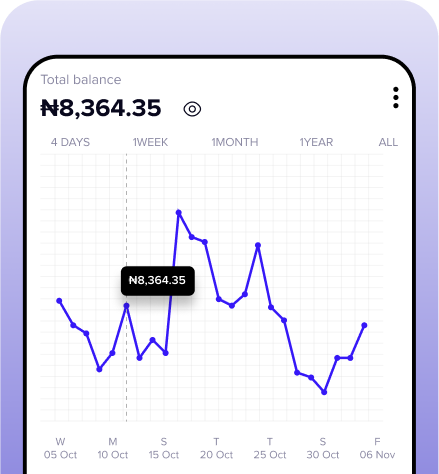 Total balance
₦8,364.35
4 DAYS 1WEEK 1MONTH 1YEAR ALL
₦8,364.35
W M S T T S F
05 Oct 10 Oct 15 Oct 20 Oct 25 Oct 30 Oct 06 Nov